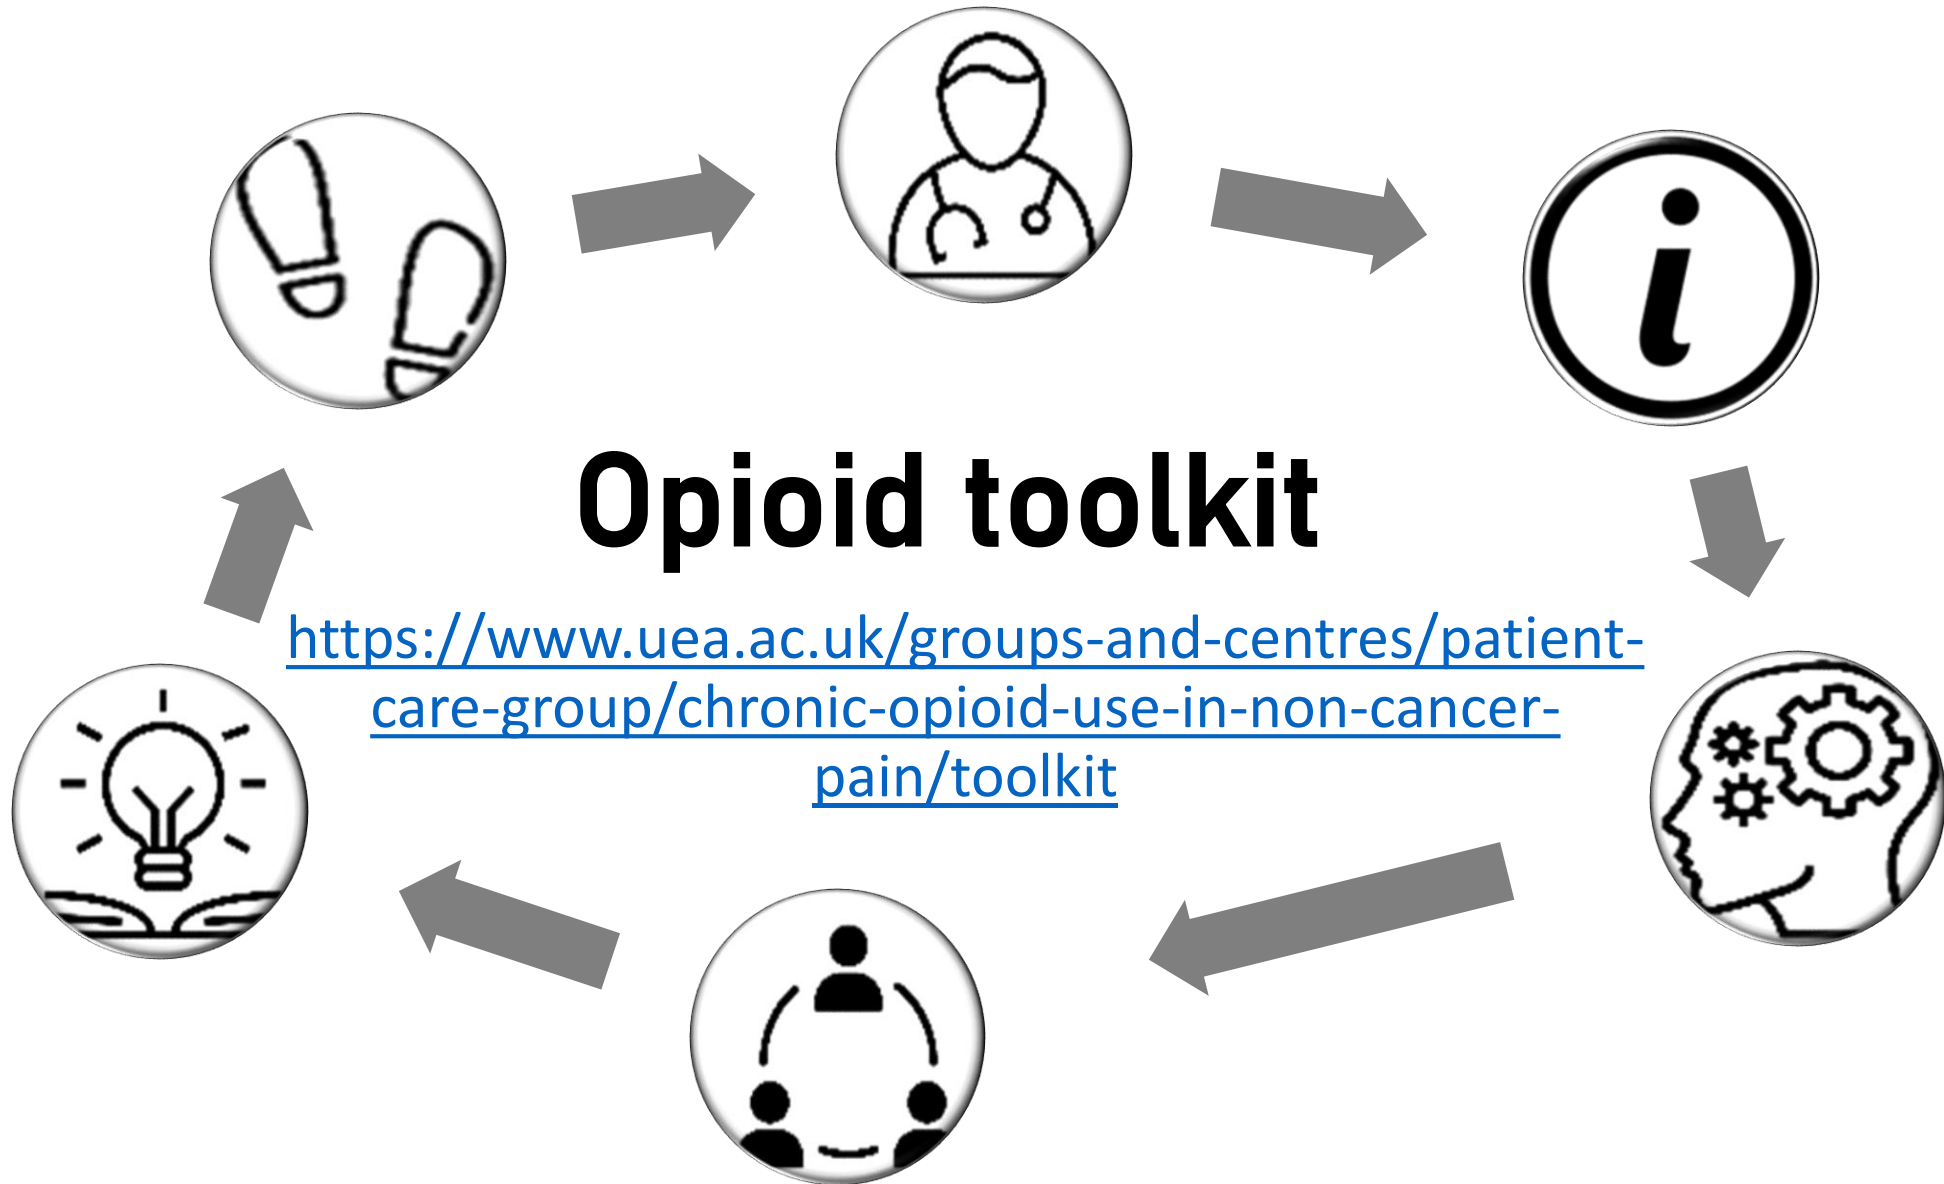 Opioid toolkit
https://www.uea.ac.uk/groups-and-centres/patient-
care-group/chronic-opioid-use-in-non-cancer-
pain/toolkit
i